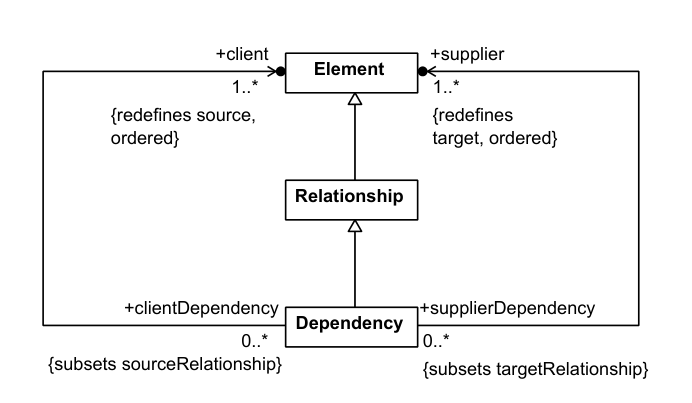 +client
Element
+supplier
1..*
1..*
{redefines source,
ordered}
{redefines
target, ordered}
Relationship
+clientDependency
Dependency
+supplierDependency
0..*
0..*
{subsets sourceRelationship}
{subsets targetRelationship}